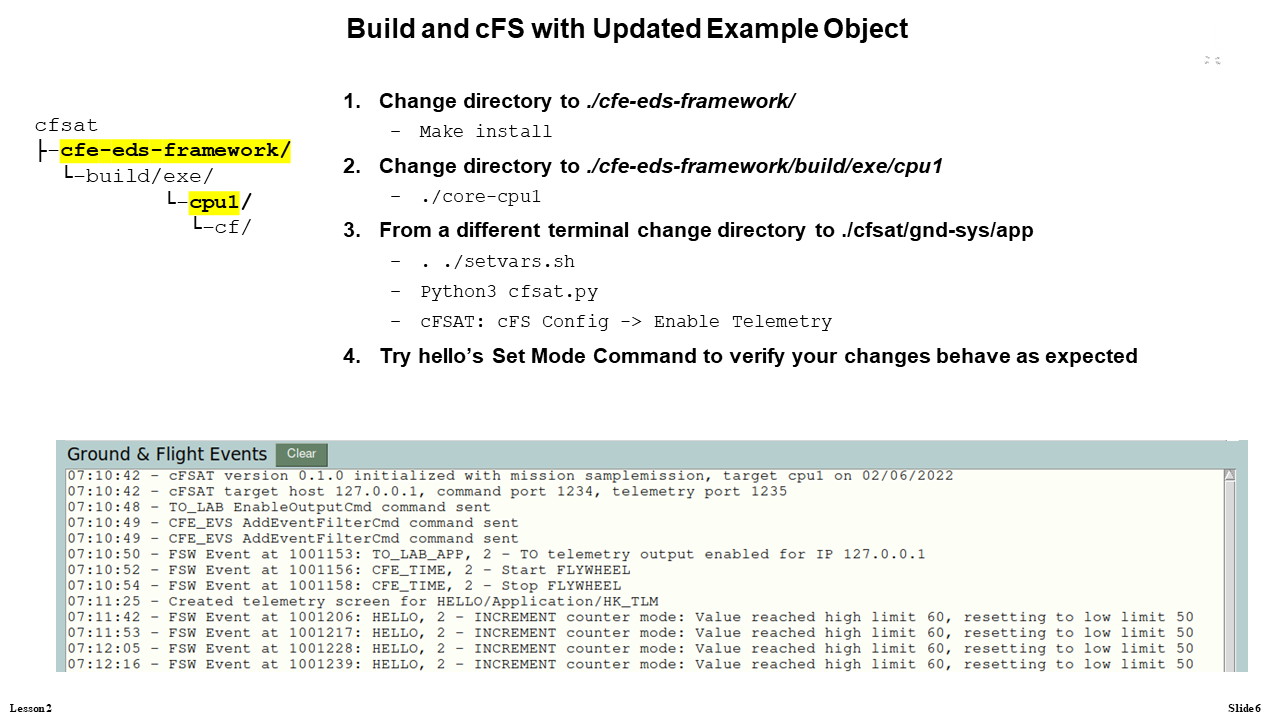 Build and cFS with Updated Example Object
cfsat
├–cfe-eds-framework/
└–build/exe/
└–cpu1/
└–cf/
1. Change directory to ./cfe-eds-framework/
– Make install
2. Change directory to ./cfe-eds-framework/build/exe/cpu1
– ./core-cpu1
3. From a different terminal change directory to ./cfsat/gnd-sys/app
– . ./setvars.sh
– Python3 cfsat.py
– cFSAT: cFS Config -> Enable Telemetry
4. Try hello’s Set Mode Command to verify your changes behave as expected
Ground & Flight Events Clear
07:10:42 - cFSAT version 0.1.0 initialized with mission samplemission, target cpu1 on 02/06/2022
07:10:42 - cFSAT target host 127.0.0.1, command port 1234, telemetry port 1235
07:10:48 - TO_LAB EnableOutputCmd command sent
07:10:49 - CFE_EVS AddEventFilterCmd command sent
07:10:49 - CFE_EVS AddEventFilterCmd command sent
07:10:50 - FSW Event at 1001153: TO_LAB_APP, 2 - TO telemetry output enabled for IP 127.0.0.1
07:10:52 - FSW Event at 1001156: CFE_TIME, 2 - Start FLYWHEEL
07:10:54 - FSW Event at 1001158: CFE_TIME, 2 - Stop FLYWHEEL
07:11:25 - Created telemetry screen for HELLO/Application/HK_TLM
07:11:42 - FSW Event at 1001206: HELLO, 2 - INCREMENT counter mode: Value reached high limit 60, resetting to low limit 50
07:11:53 - FSW Event at 1001217: HELLO, 2 - INCREMENT counter mode: Value reached high limit 60, resetting to low limit 50
07:12:05 - FSW Event at 1001228: HELLO, 2 - INCREMENT counter mode: Value reached high limit 60, resetting to low limit 50
07:12:16 - FSW Event at 1001239: HELLO, 2 - INCREMENT counter mode: Value reached high limit 60, resetting to low limit 50
Lesson 2
Slide 6